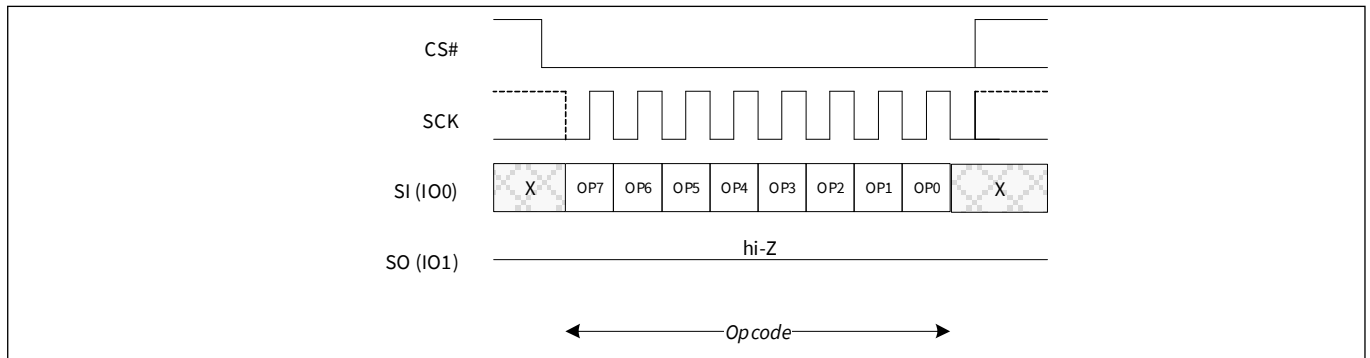 CS#
SCK
SI (IO0) X OP7 OP6 OP5 OP4 OP3 OP2 OP1 OP0 X
hi-Z
SO (IO1)
Opcode